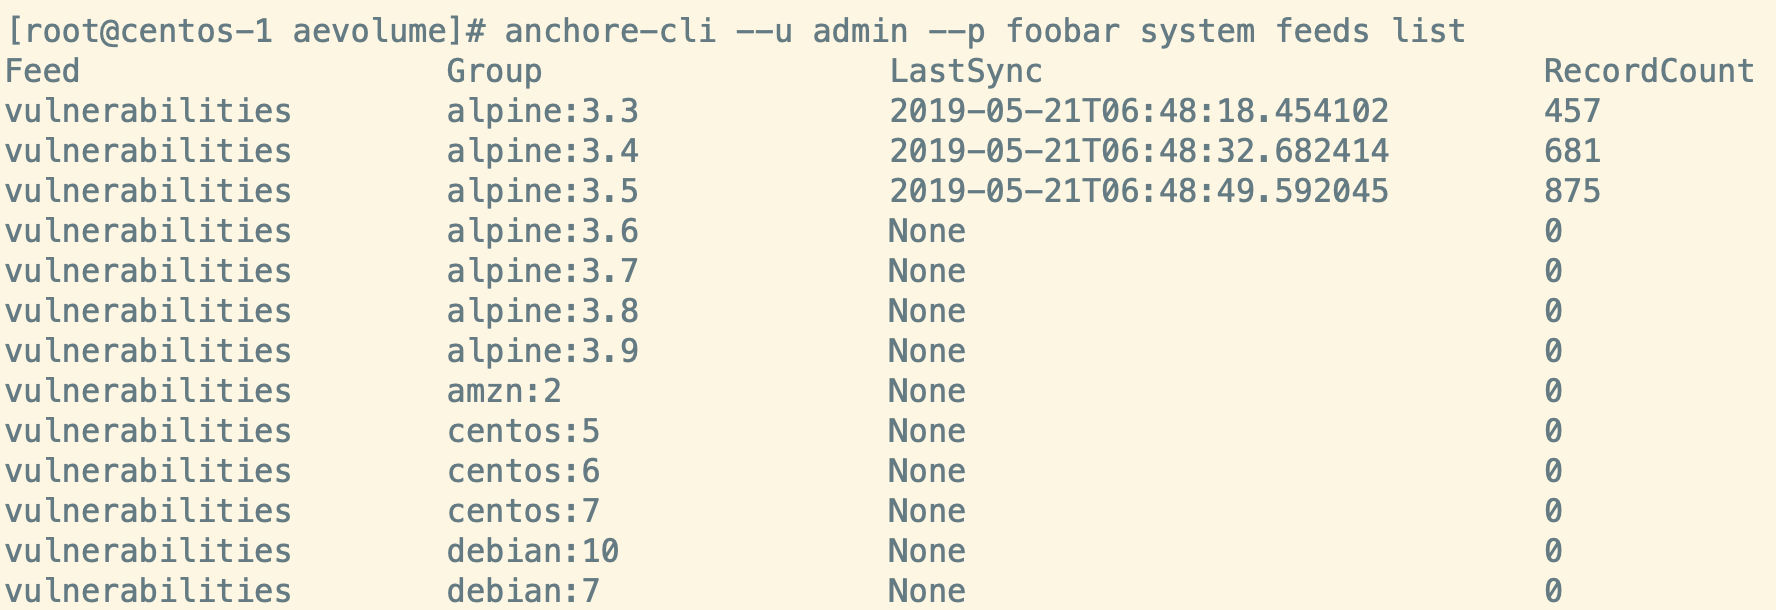 [root@centos-1 aevolume]# anchore-cli --u admin --p foobar system feeds list
Feed Group LastSync RecordCount
vulnerabilities alpine:3.3 2019-05-21T06:48:18.454102 457
vulnerabilities alpine:3.4 2019-05-21T06:48:32.682414 681
vulnerabilities alpine:3.5 2019-05-21T06:48:49.592045 875
vulnerabilities alpine:3.6 None 0
vulnerabilities alpine:3.7 None 0
vulnerabilities alpine:3.8 None 0
vulnerabilities alpine:3.9 None 0
vulnerabilities amzn:2 None 0
vulnerabilities centos:5 None 0
vulnerabilities centos:6 None 0
vulnerabilities centos:7 None 0
vulnerabilities debian:10 None 0
vulnerabilities debian:7 None 0